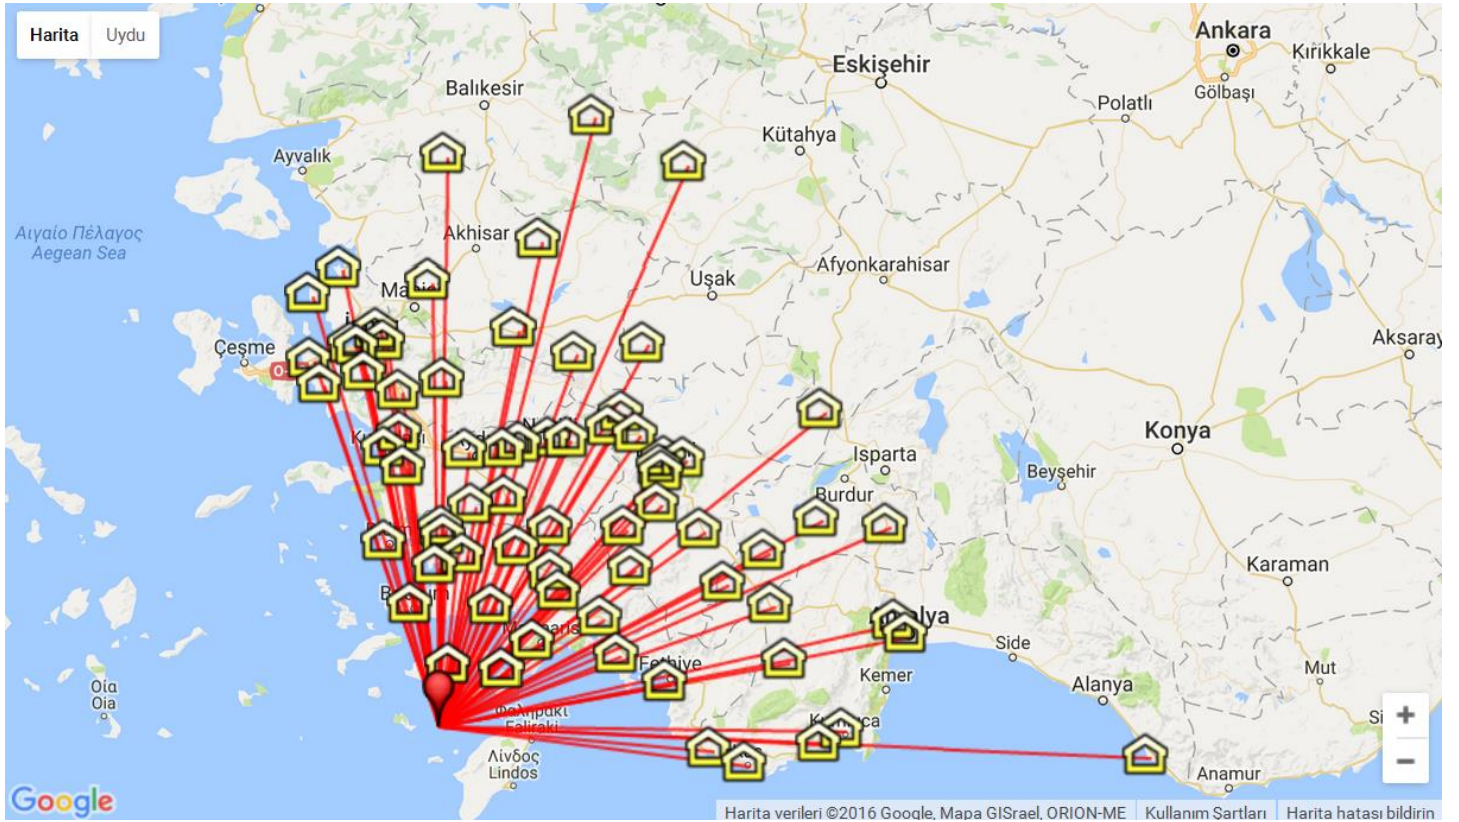 Harita
Uydu
Ankara
Kırıkkale
Eskişehir
Gölbaşı
Balıkesir
Polatlı
Kütahya
Ayvalık
Αιγαίο Πέλαγος
Aegean Sea
Akhisar
Afyonkarahisar
Uşak
Aksaray
Çeşme
Konya
Isparta
Beyşehir
Burdur
Karaman
Side
Mut
Kemer
Alanya
Οία
Oia
Φαληράκι
Faliraki
Λίνδος
Lindos
Anamur
Fethiye
Google
Harita verileri ©2016 Google, Mapa GISrael, ORION-ME
Kullanım Şartları
Harita hatası bildirin